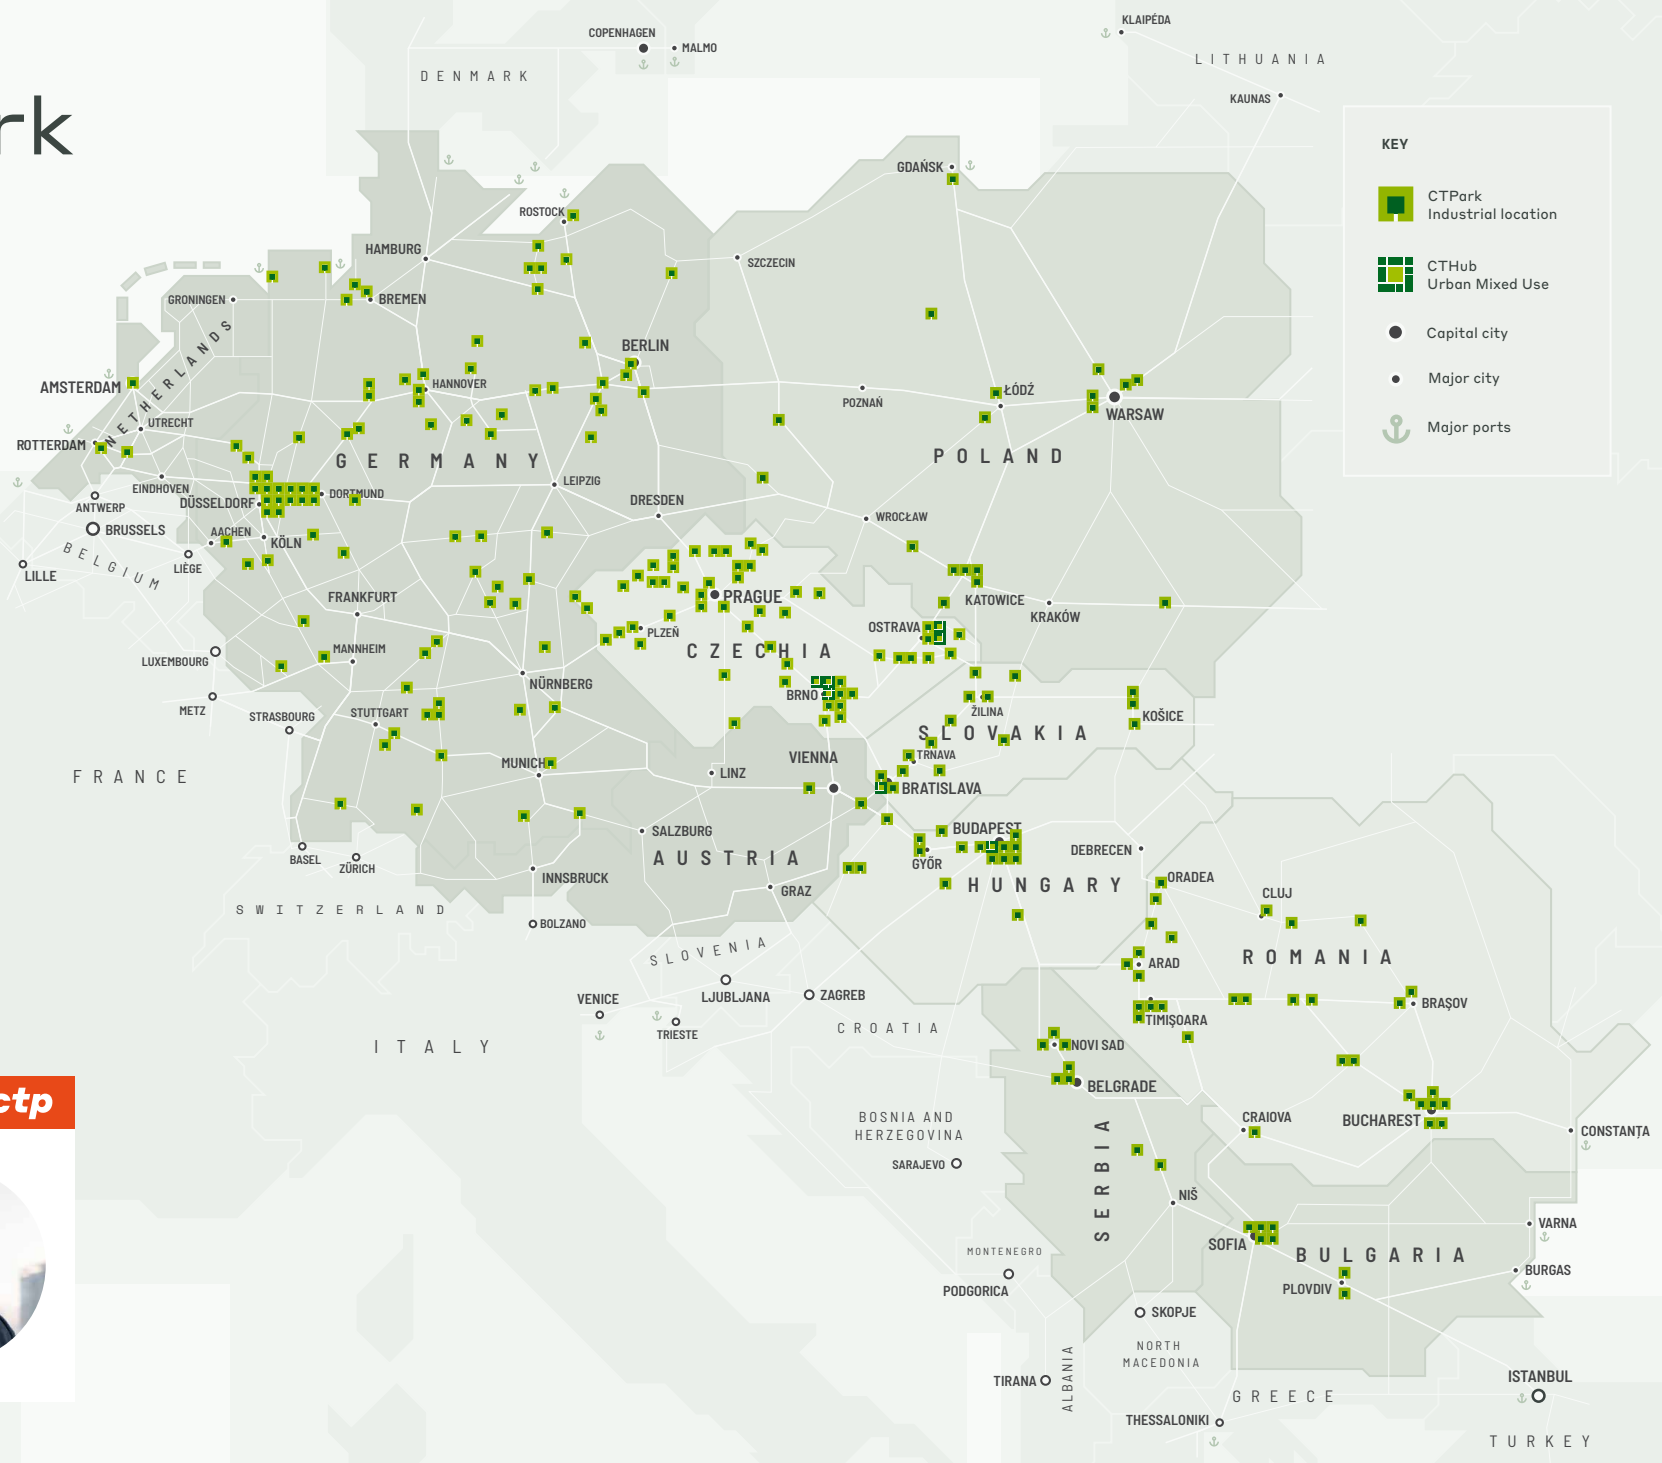 rk
KEY
CTPark
Industrial location
CTHub
Urban Mixed Use
Capital city
Major city
Major ports
COPENHAGEN
MALMO
DENMARK
KLAIPÉDA
LITHUANIA
KAUNAS
GDAŃSK
ROSTOCK
HAMBURG
SZCZECIN
GRONINGEN
BREMEN
NETHERLANDS
BERLIN
AMSTERDAM
HANNOVER
POZNAŃ
ŁÓDŹ
WARSAW
UTRECHT
ROTTERDAM
GERMANY
POLAND
EINDHOVEN
LEIPZIG
DÜSSELDORF
DORTMUND
DRESDEN
ANTWERP
WROCŁAW
BRUSSELS
AACHEN
KÖLN
BELGIUM
LIÈGE
LILLE
FRANKFURT
PRAGUE
KATOWICE
KRAKÓW
OSTRAVA
PLZEŇ
MANNHEIM
CZECHIA
LUXEMBOURG
NÜRNBERG
BRNO
METZ
STUTTGART
STRASBOURG
ŽILINA
KOŠICE
SLOVAKIA
TRNAVA
VIENNA
MUNICH
LINZ
FRANCE
BRATISLAVA
SALZBURG
BUDAPEST
DEBRECEN
BASEL
ZÜRICH
AUSTRIA
GYŐR
INNSBRUCK
GRAZ
HUNGARY
ORADEA
CLUJ
SWITZERLAND
BOLZANO
SLOVENIA
ROMANIA
ARAD
LJUBLJANA
ZAGREB
VENICE
TRIESTE
CROATIA
BRAŞOV
TIMIŞOARA
ITALY
NOVI SAD
BELGRADE
ctp
BOSNIA AND
HERZEGOVINA
CRAIOVA
BUCHAREST
CONSTANȚA
SARAJEVO
SERBIA
NIŠ
VARNA
SOFIA
BULGARIA
MONTENEGRO
PODGORICA
PLOVDIV
BURGAS
SKOPJE
NORTH
MACEDONIA
TIRANA
ALBANIA
ISTANBUL
GREECE
THESSALONIKI
TURKEY